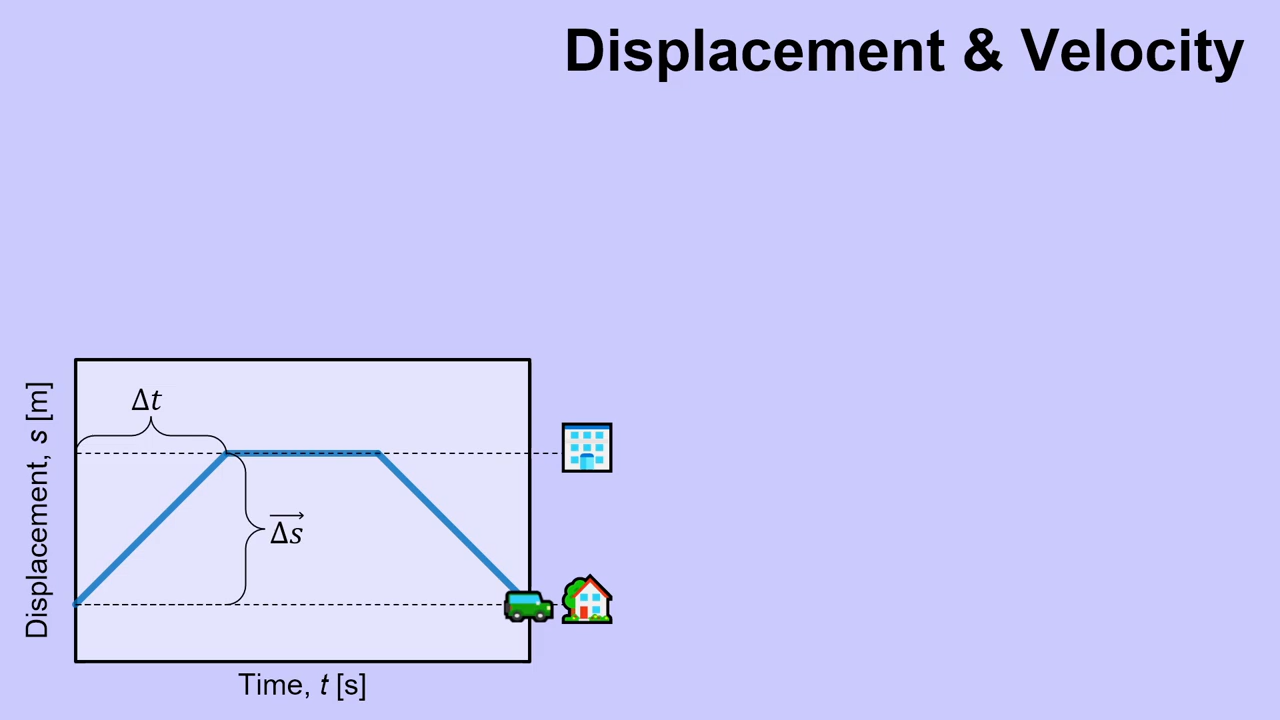 Displacement & Velocity
Δt
Δs
Displacement, s [m]
Time, t [s]